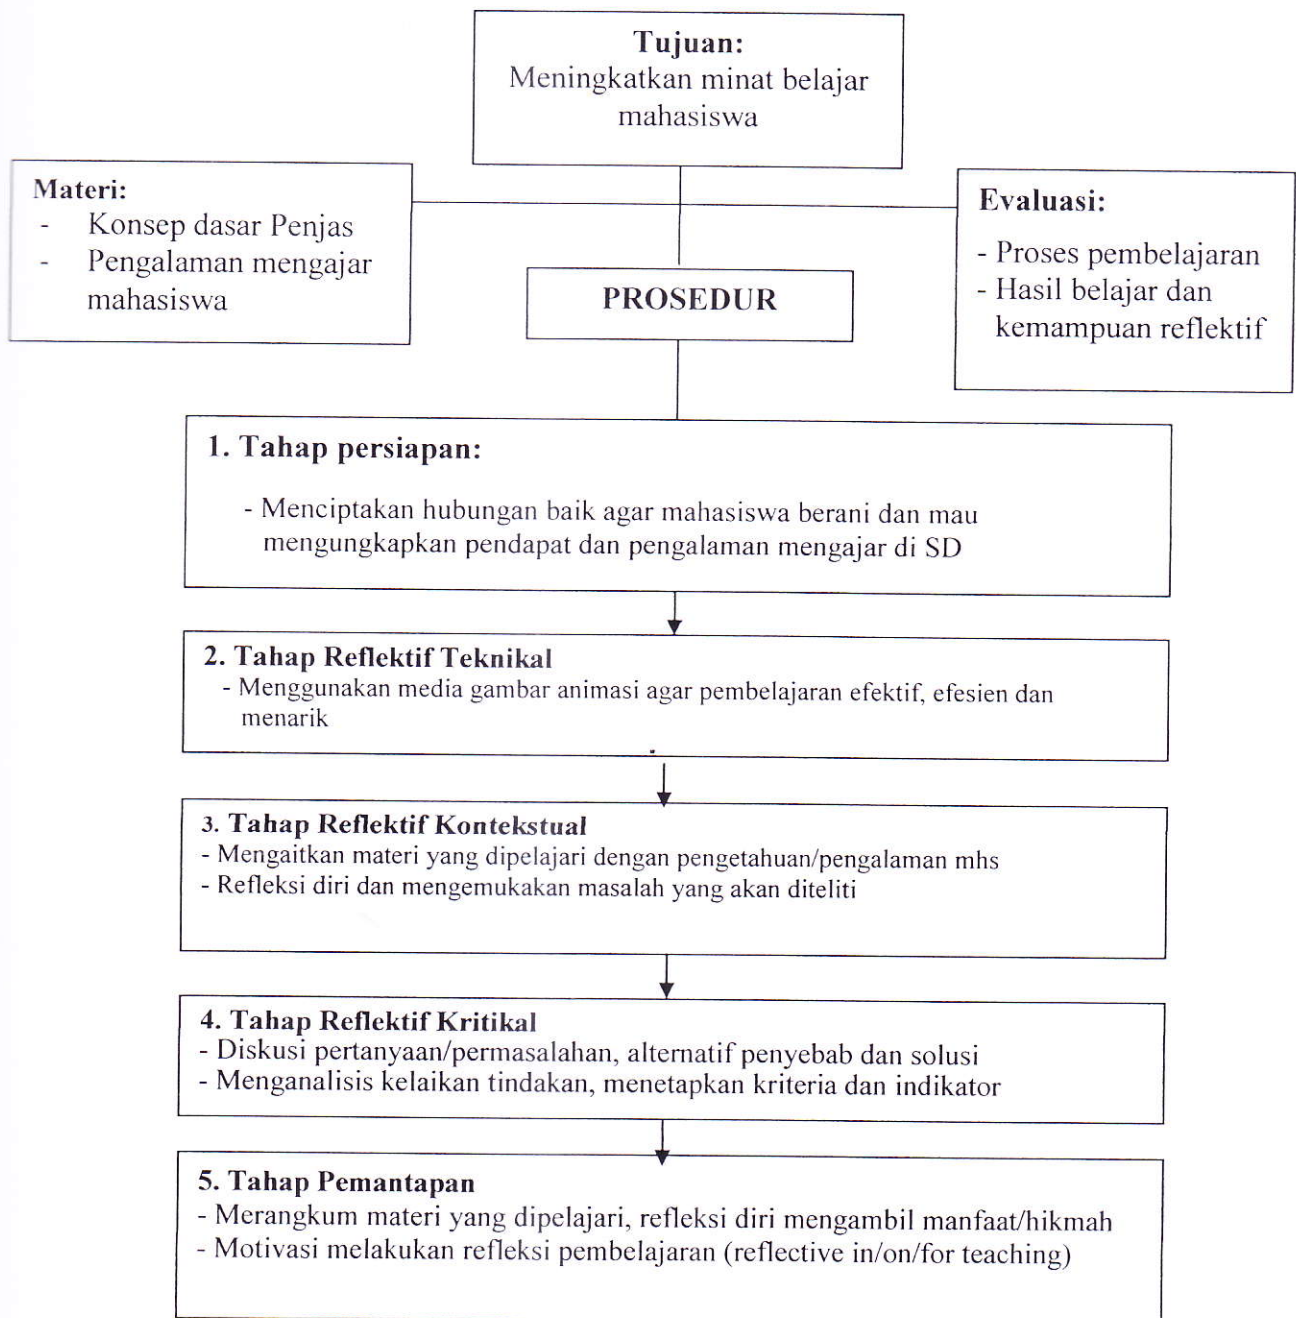 Tujuan:
Meningkatkan minat belajar
mahasiswa
Materi:
- Konsep dasar Penjas
- Pengalaman mengajar
mahasiswa
PROSEDUR
Evaluasi:
- Proses pembelajaran
- Hasil belajar dan
kemampuan reflektif
1. Tahap persiapan:
- Menciptakan hubungan baik agar mahasiswa berani dan mau
mengungkapkan pendapat dan pengalaman mengajar di SD
2. Tahap Reflektif Teknikal
- Menggunakan media gambar animasi agar pembelajaran efektif, efesien dan
menarik
3. Tahap Reflektif Kontekstual
- Mengaitkan materi yang dipelajari dengan pengetahuan/pengalaman mhs
- Refleksi diri dan mengemukakan masalah yang akan diteliti
4. Tahap Reflektif Kritikal
- Diskusi pertanyaan/permasalahan, alternatif penyebab dan solusi
- Menganalisis kelaikan tindakan, menetapkan kriteria dan indikator
5. Tahap Pemantapan
- Merangkum materi yang dipelajari, refleksi diri mengambil manfaat/hikmah
- Motivasi melakukan refleksi pembelajaran (reflective in/on/for teaching)